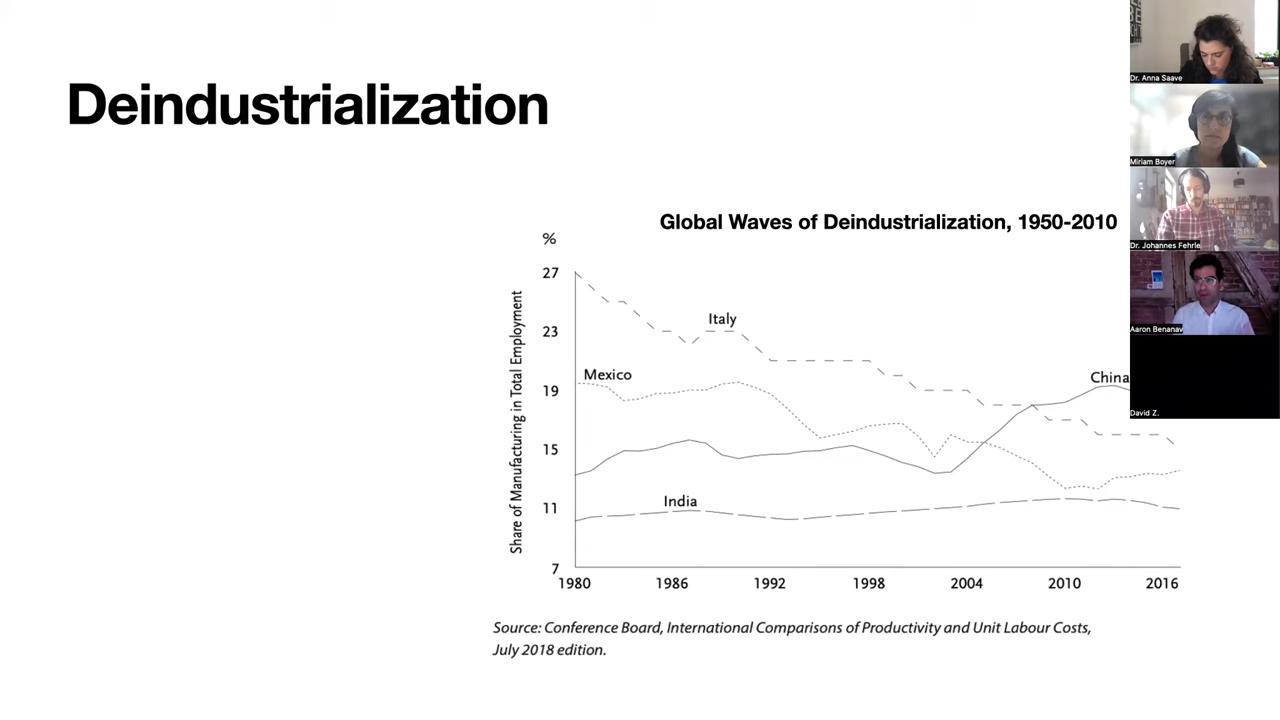 Deindustrialization
Global Waves of Deindustrialization, 1950-2010
%
Share of Manufacturing in Total Employment
27
23
19
15
11
7
Italy
Mexico
China
India
1980
1986
1992
1998
2004
2010
2016
Source: Conference Board, International Comparisons of Productivity and Unit Labour Costs,
July 2018 edition.
Dr. Anna Saave
Miriam Boyer
Dr. Johannes Fehrle
Aaron Benanav
David Z.